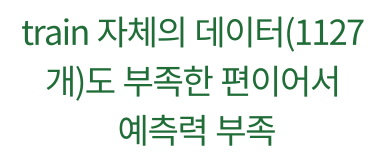 train 자체의 데이터(1127
개)도 부족한 편이어서
예측력 부족